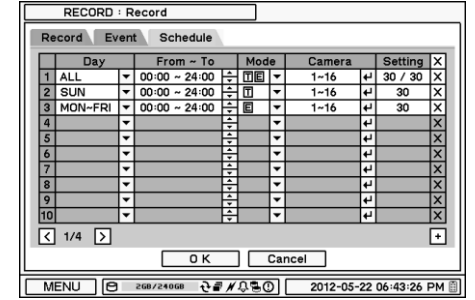 RECORD : Record
Record Event Schedule
Day From ~ To Mode Camera Setting X
1 ALL 00:00 ~ 24:00 T E 1~16 30 / 30 X
2 SUN 00:00 ~ 24:00 T 1~16 30 X
3 MON~FRI 00:00 ~ 24:00 E 1~16 30 X
4 X
5 X
6 X
7 X
8 X
9 X
10 X
< 1/4 > +
O K Cancel
MENU 2GB/240GB 2012-05-22 06:43:26 PM